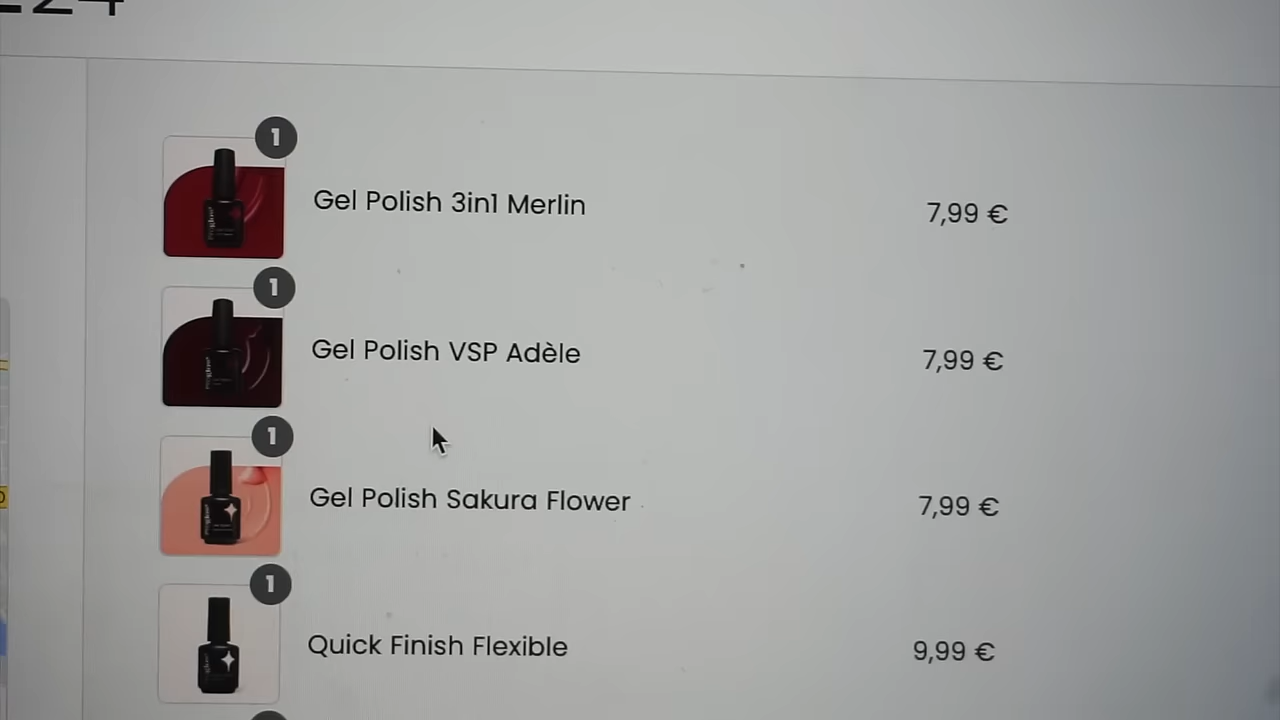 1
Gel Polish 3in1 Merlin
7,99 €
1
Gel Polish VSP Adèle
7,99 €
1
Gel Polish Sakura Flower
7,99 €
1
Quick Finish Flexible
9,99 €